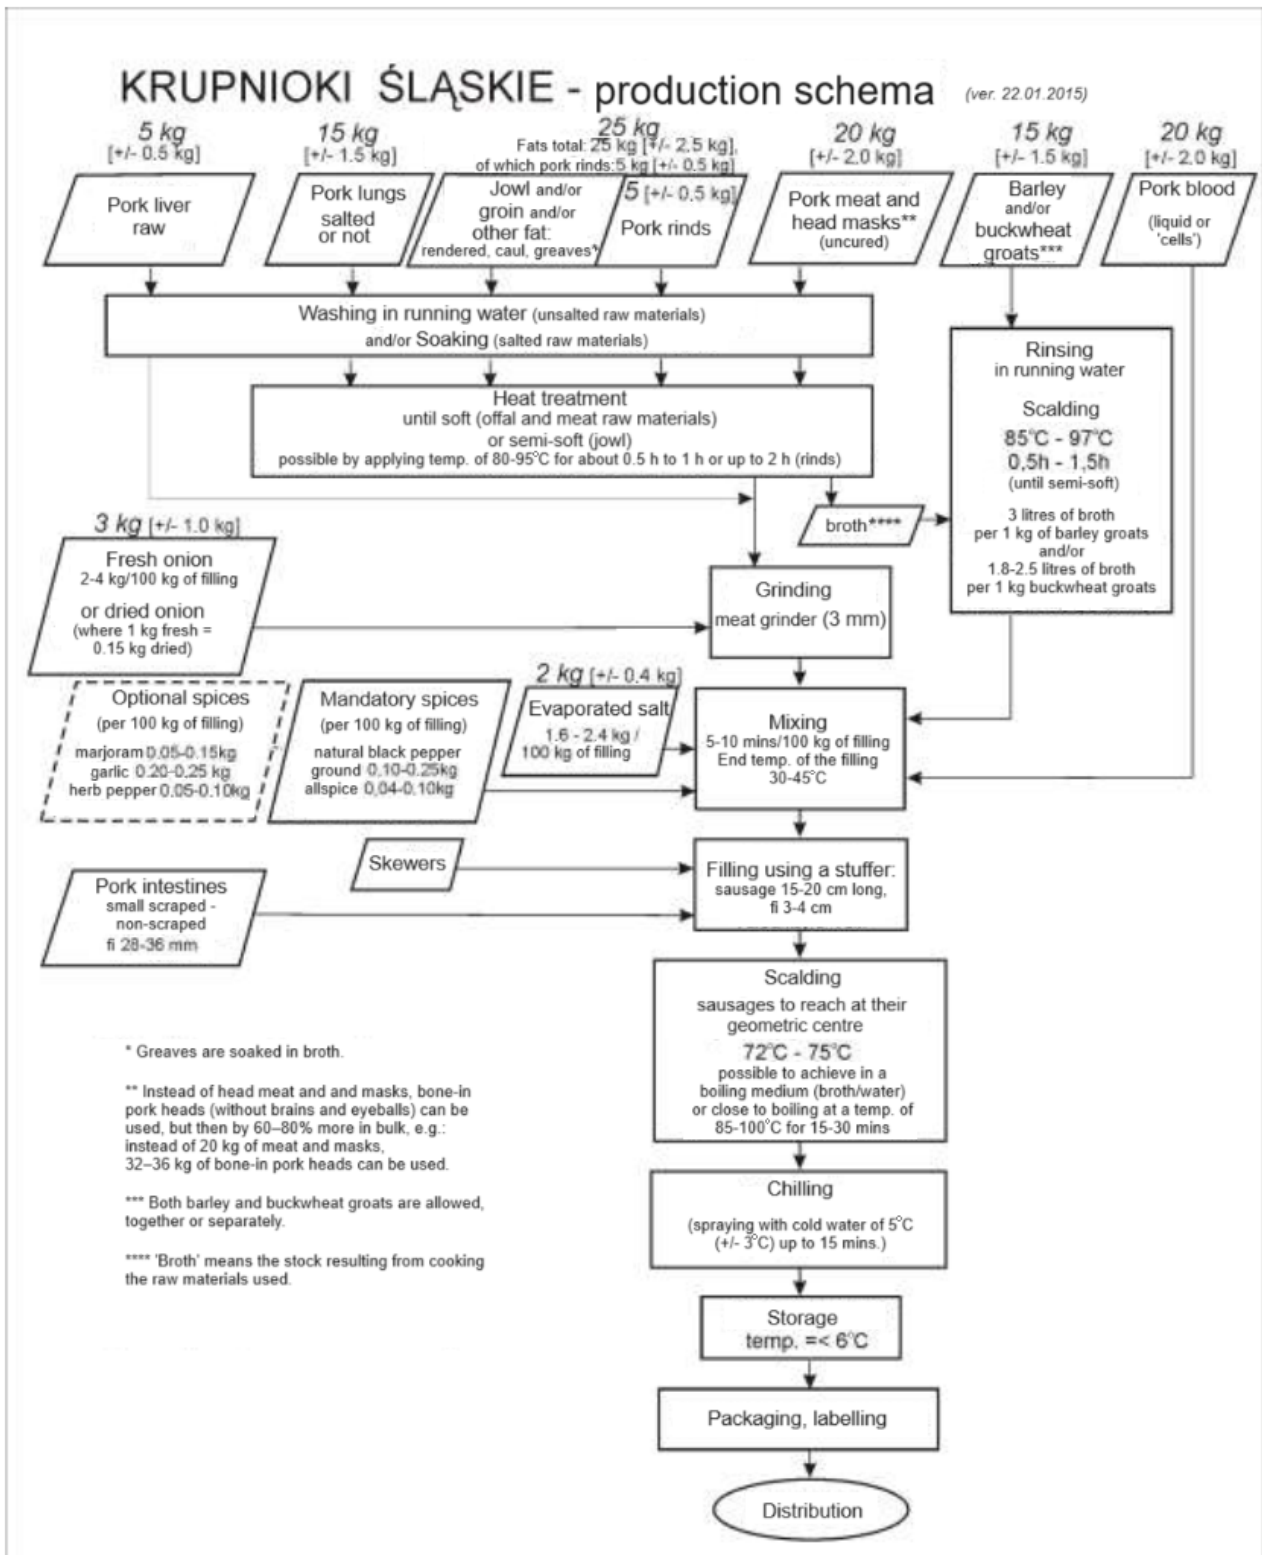 KRUPNIOKI ŚLĄSKIE - production schema (ver. 22.01.2015)
5 kg
[+/- 0.5 kg]
15 kg
[+/- 1.5 kg]
25 kg
Fats total: 25 kg [+/- 2.5 kg],
of which pork rinds: 5 kg [+/- 0.5 kg]
20 kg
[+/- 2.0 kg]
15 kg
[+/- 1.5 kg]
20 kg
[+/- 2.0 kg]
Pork liver
raw
Pork lungs
salted
or not
Jowl and/or
groin and/or
other fat:
rendered, caul, greaves*
5 [+/- 0.5 kg]
Pork rinds
Pork meat and
head masks**
(uncured)
Barley
and/or
buckwheat
groats***
Pork blood
(liquid or
'cells')
Washing in running water (unsalted raw materials)
and/or Soaking (salted raw materials)
Heat treatment
until soft (offal and meat raw materials)
or semi-soft (jowl)
possible by applying temp. of 80-95°C for about 0.5 h to 1 h or up to 2 h (rinds)
Rinsing
in running water
Scalding
85°C - 97°C
0,5h - 1,5h
(until semi-soft)
3 litres of broth
per 1 kg of barley groats
and/or
1.8-2.5 litres of broth
per 1 kg buckwheat groats
broth****
3 kg [+/- 1.0 kg]
Fresh onion
2-4 kg/100 kg of filling
or dried onion
(where 1 kg fresh =
0.15 kg dried)
Grinding
meat grinder (3 mm)
Optional spices
(per 100 kg of filling)
marjoram 0.05-0.15kg
garlic 0.20-0.25 kg
herb pepper 0.05-0.10kg
Mandatory spices
(per 100 kg of filling)
natural black pepper
ground 0,10-0.25kg
allspice 0,04-0.10kg
2 kg [+/- 0.4 kg]
Evaporated salt
1.6 - 2.4 kg /
100 kg of filling
Mixing
5-10 mins/100 kg of filling
End temp. of the filling
30-45°C
Skewers
Pork intestines
small scraped -
non-scraped
fi 28-36 mm
Filling using a stuffer:
sausage 15-20 cm long,
fi 3-4 cm
Scalding
sausages to reach at their
geometric centre
72°C - 75°C
possible to achieve in a
boiling medium (broth/water)
or close to boiling at a temp. of
85-100°C for 15-30 mins
* Greaves are soaked in broth.
** Instead of head meat and and masks, bone-in
pork heads (without brains and eyeballs) can be
used, but then by 60–80% more in bulk, e.g.:
instead of 20 kg of meat and masks,
32–36 kg of bone-in pork heads can be used.
*** Both barley and buckwheat groats are allowed,
together or separately.
**** 'Broth' means the stock resulting from cooking
the raw materials used.
Chilling
(spraying with cold water of 5°C
(+/- 3°C) up to 15 mins.)
Storage
temp. =< 6°C
Packaging, labelling
Distribution